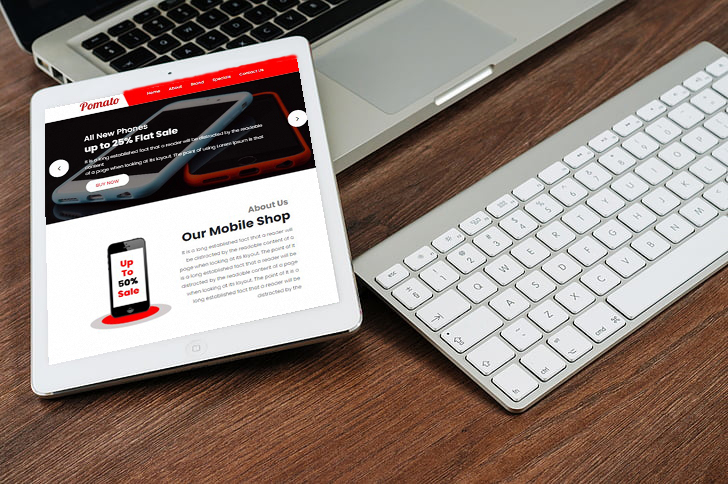 Pomato
Home About Brand Specials Contact Us
All New Phones
up to 25% Flat Sale
It is a long established fact that a reader will be distracted by the readable
content
of a page when looking at its layout. The point of using Lorem Ipsum is that
BUY NOW
About Us
Our Mobile Shop
It is a long established fact that a reader will
be distracted by the readable content of a
page when looking at its layout. The point of it
is a long established fact that a reader will be
distracted by the readable content of a page
when looking at its layout. The point of it is a
long established fact that a reader will be
distracted by the
Up
To
50%
Sale
esc
Q W E R T Y U I O P
A S D F G H J K L
Z X C V B N M
fn ctrl alt cmd